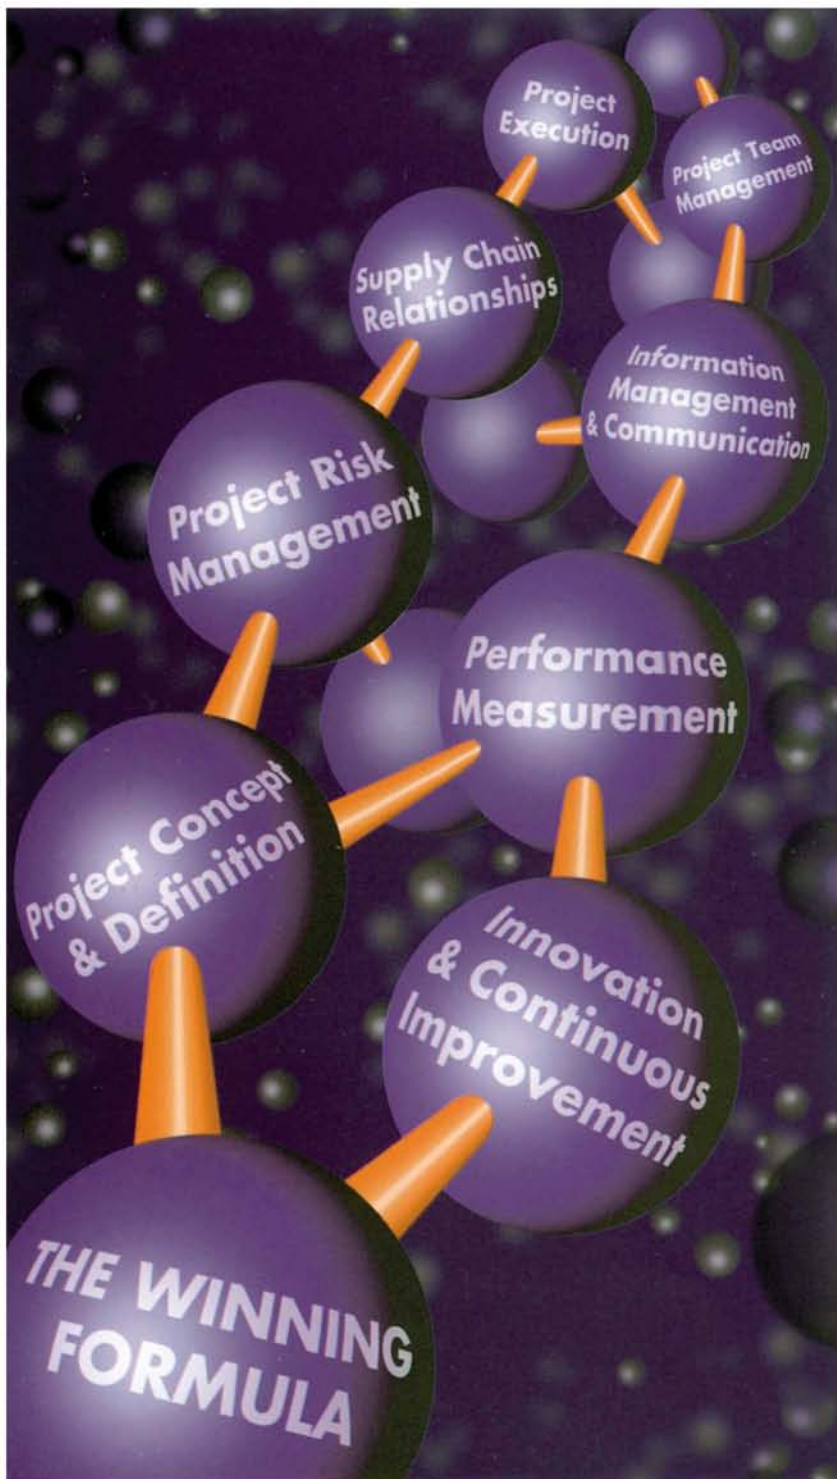 Project
Execution
Project Team
Management
Supply Chain
Relationships
Information
Management
& Communication
Project Risk
Management
Performance
Measurement
Project Concept
& Definition
Innovation
& Continuous
Improvement
THE WINNING
FORMULA